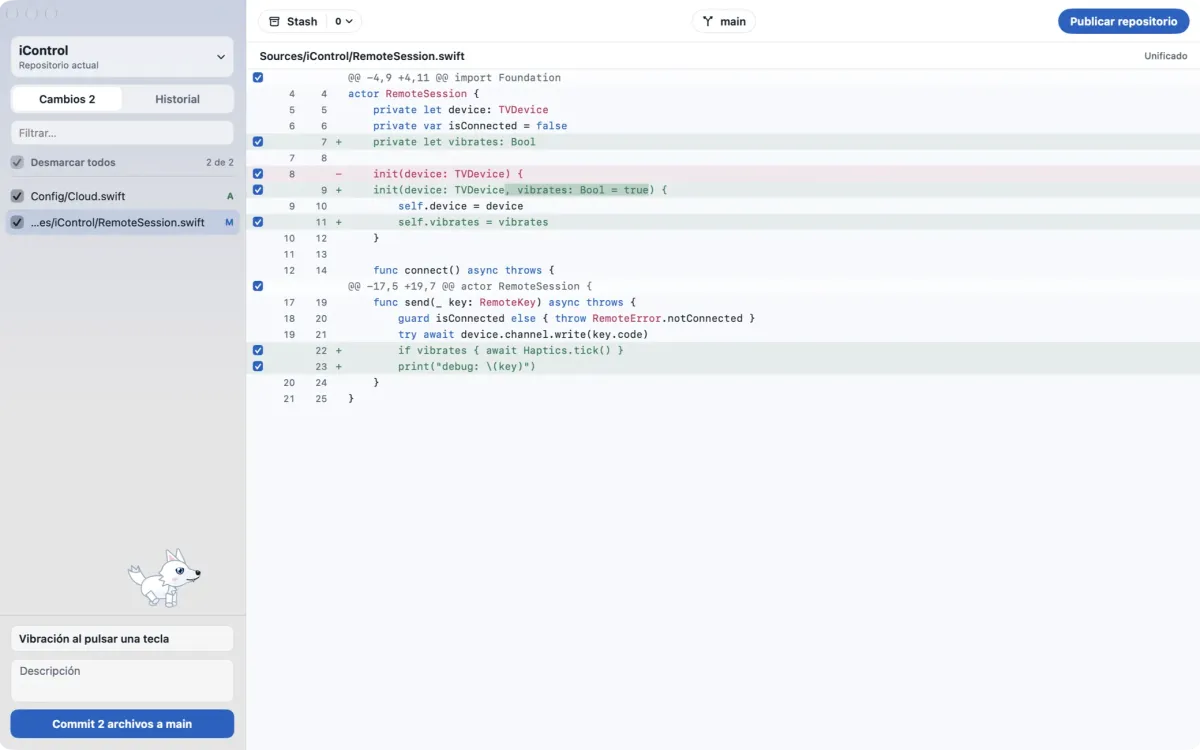 iControl
Repositorio actual
Cambios 2
Historial
Filtrar...
Desmarcar todos
2 de 2
Config/Cloud.swift
A
...es/iControl/RemoteSession.swift
M
Vibración al pulsar una tecla
Descripción
Commit 2 archivos a main
Stash
0
main
Publicar repositorio
Sources/iControl/RemoteSession.swift
Unificado
@@ -4,9 +4,11 @@ import Foundation
4 4 actor RemoteSession {
5 5 private let device: TVDevice
6 6 private var isConnected = false
7 + private let vibrates: Bool
7 8
8 - init(device: TVDevice) {
9 + init(device: TVDevice, vibrates: Bool = true) {
9 10 self.device = device
11 + self.vibrates = vibrates
10 12 }
11 13
12 14 func connect() async throws {
@@ -17,5 +19,7 @@ actor RemoteSession {
17 19 func send(_ key: RemoteKey) async throws {
18 20 guard isConnected else { throw RemoteError.notConnected }
19 21 try await device.channel.write(key.code)
22 + if vibrates { await Haptics.tick() }
23 + print("debug: \(key)")
20 24 }
21 25 }